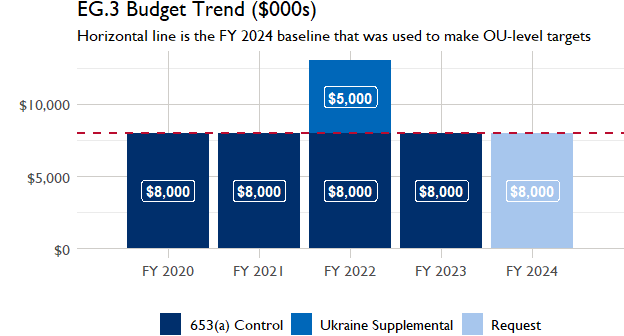 EG.3 Budget Trend ($000s)
Horizontal line is the FY 2024 baseline that was used to make OU-level targets
$10,000
$5,000
$0
$5,000
$8,000 $8,000 $8,000 $8,000 $8,000
FY 2020 FY 2021 FY 2022 FY 2023 FY 2024
653(a) Control Ukraine Supplemental Request